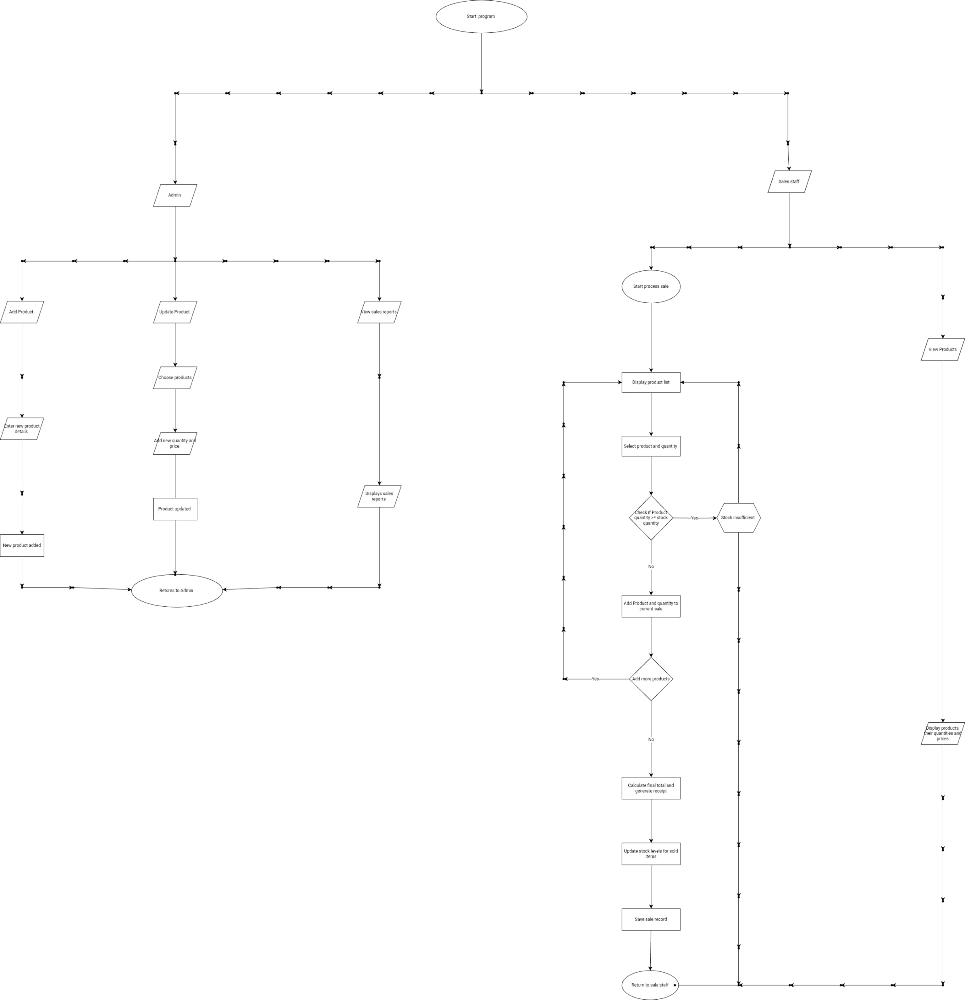 Start program
Admin
Sales staff
Start process sale
Add Product
Update Product
View sales reports
View Products
Choose products
Display product list
Enter new product
details
Add new quantity and
price
Select product and quantity
Displays sales
reports
Product updated
Check if Product
quantity >= stock
quantity
Yes
Stock insufficient
New product added
No
Returns to Admin
Add Product and quantity to
current sale
Yes
Add more products
No
Display products,
their quantities and
prices
Calculate final total and
generate receipt
Update stock levels for sold
items
Save sale record
Return to sale staff